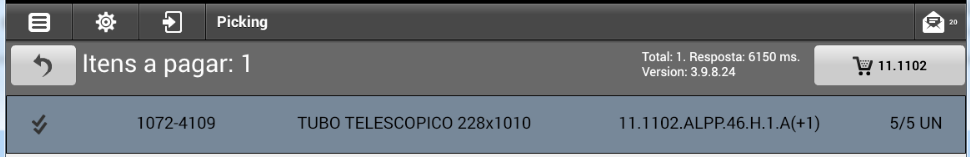 Picking
20
Itens a pagar: 1
Total: 1. Resposta: 6150 ms.
Version: 3.9.8.24
11.1102
1072-4109 TUBO TELESCOPICO 228x1010 11.1102.ALPP.46.H.1.A(+1) 5/5 UN